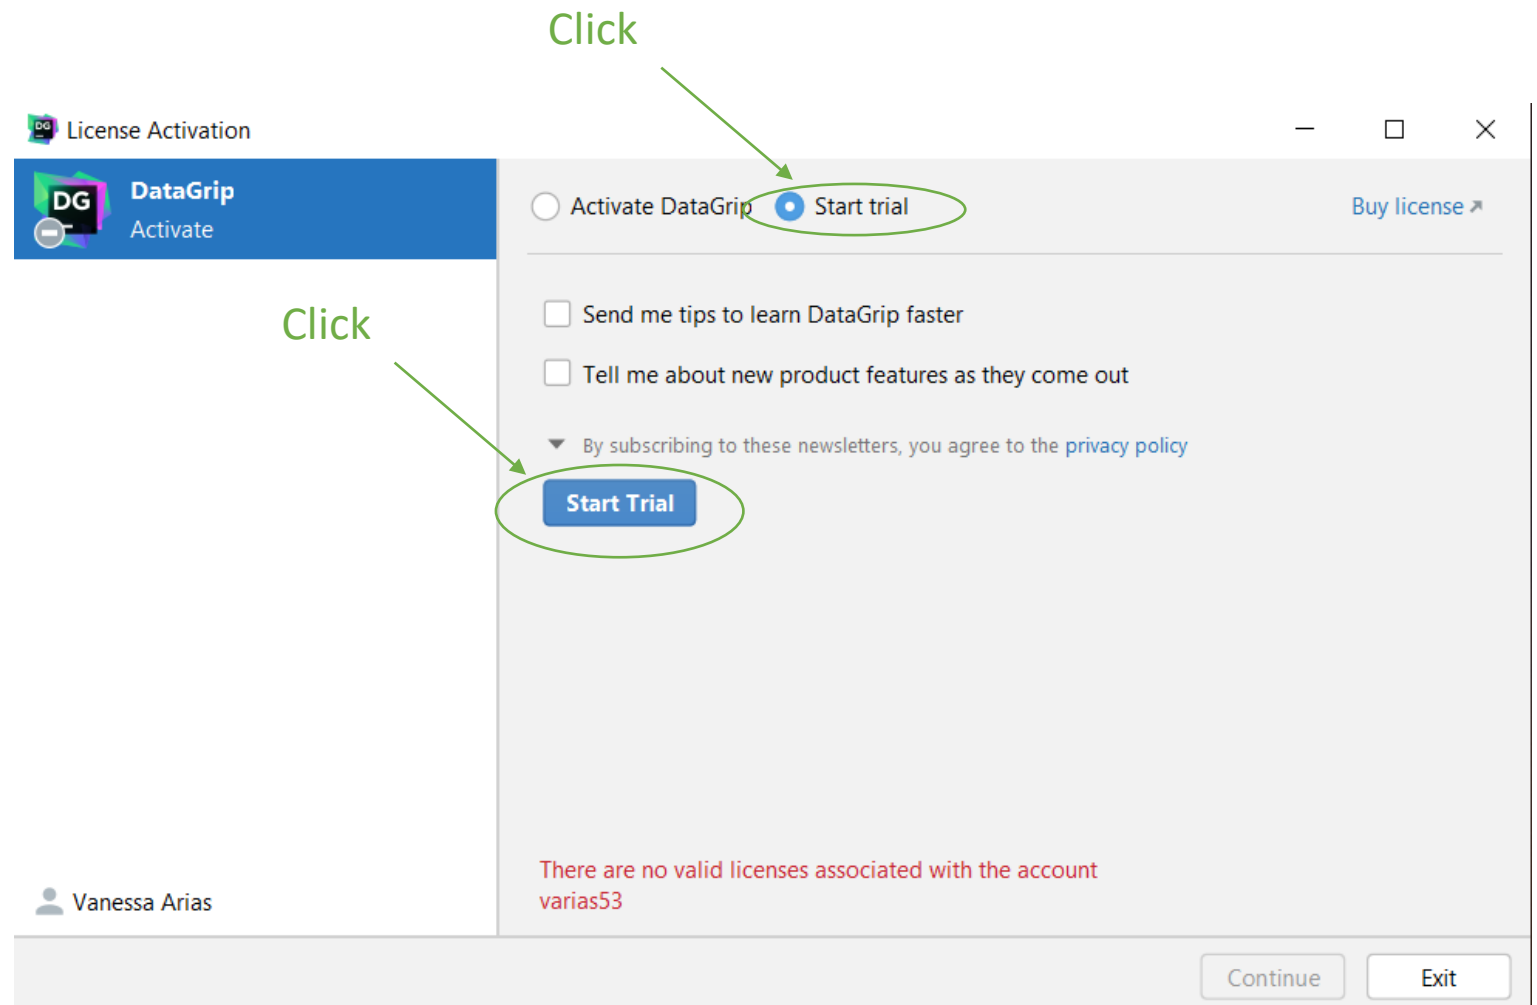 Click
License Activation
DG
DataGrip
Activate
Activate DataGrip
Start trial
Buy license
Send me tips to learn DataGrip faster
Click
Tell me about new product features as they come out
By subscribing to these newsletters, you agree to the privacy policy
Start Trial
There are no valid licenses associated with the account
varias53
Vanessa Arias
Continue
Exit